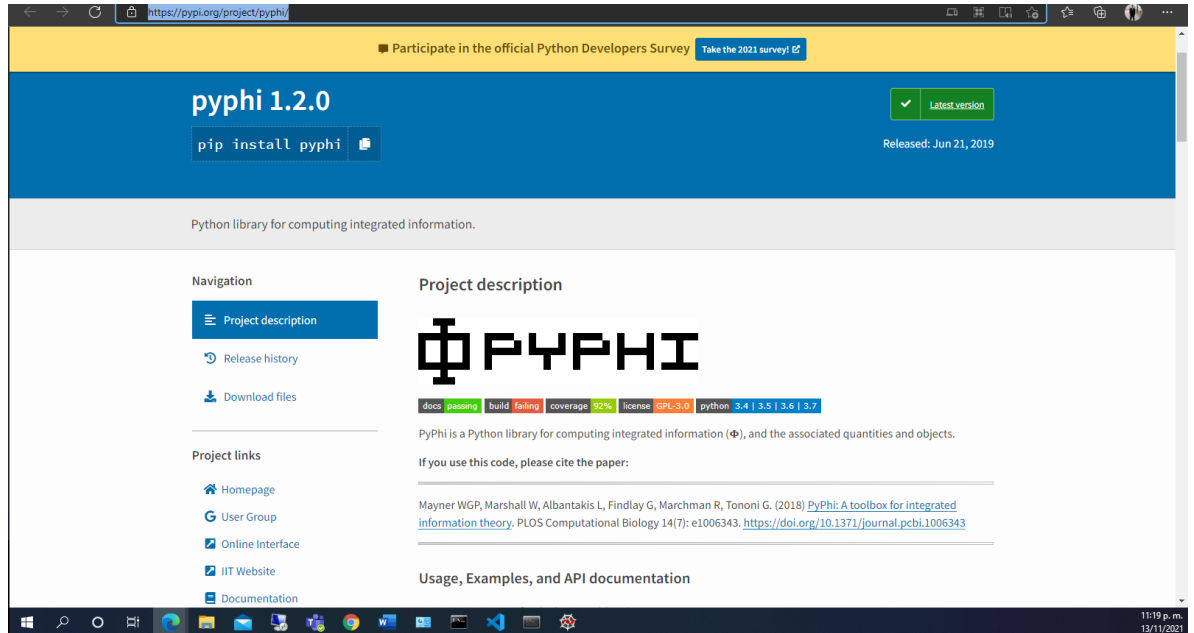 https://pypi.org/project/pyphi/
Participate in the official Python Developers Survey Take the 2021 survey!
pyphi 1.2.0
Latest version
pip install pyphi
Released: Jun 21, 2019
Python library for computing integrated information.
Navigation
Project description
Release history
Download files
Project links
Homepage
User Group
Online Interface
IIT Website
Documentation
Project description
Φ PYPHI
docs passing build failing coverage 92% license GPL-3.0 python 3.4 | 3.5 | 3.6 | 3.7
PyPhi is a Python library for computing integrated information (Φ), and the associated quantities and objects.
If you use this code, please cite the paper:
Mayner WGP, Marshall W, Albantakis L, Findlay G, Marchman R, Tononi G. (2018) PyPhi: A toolbox for integrated
information theory. PLOS Computational Biology 14(7): e1006343. https://doi.org/10.1371/journal.pcbi.1006343
Usage, Examples, and API documentation
11:19 p. m.
13/11/2021